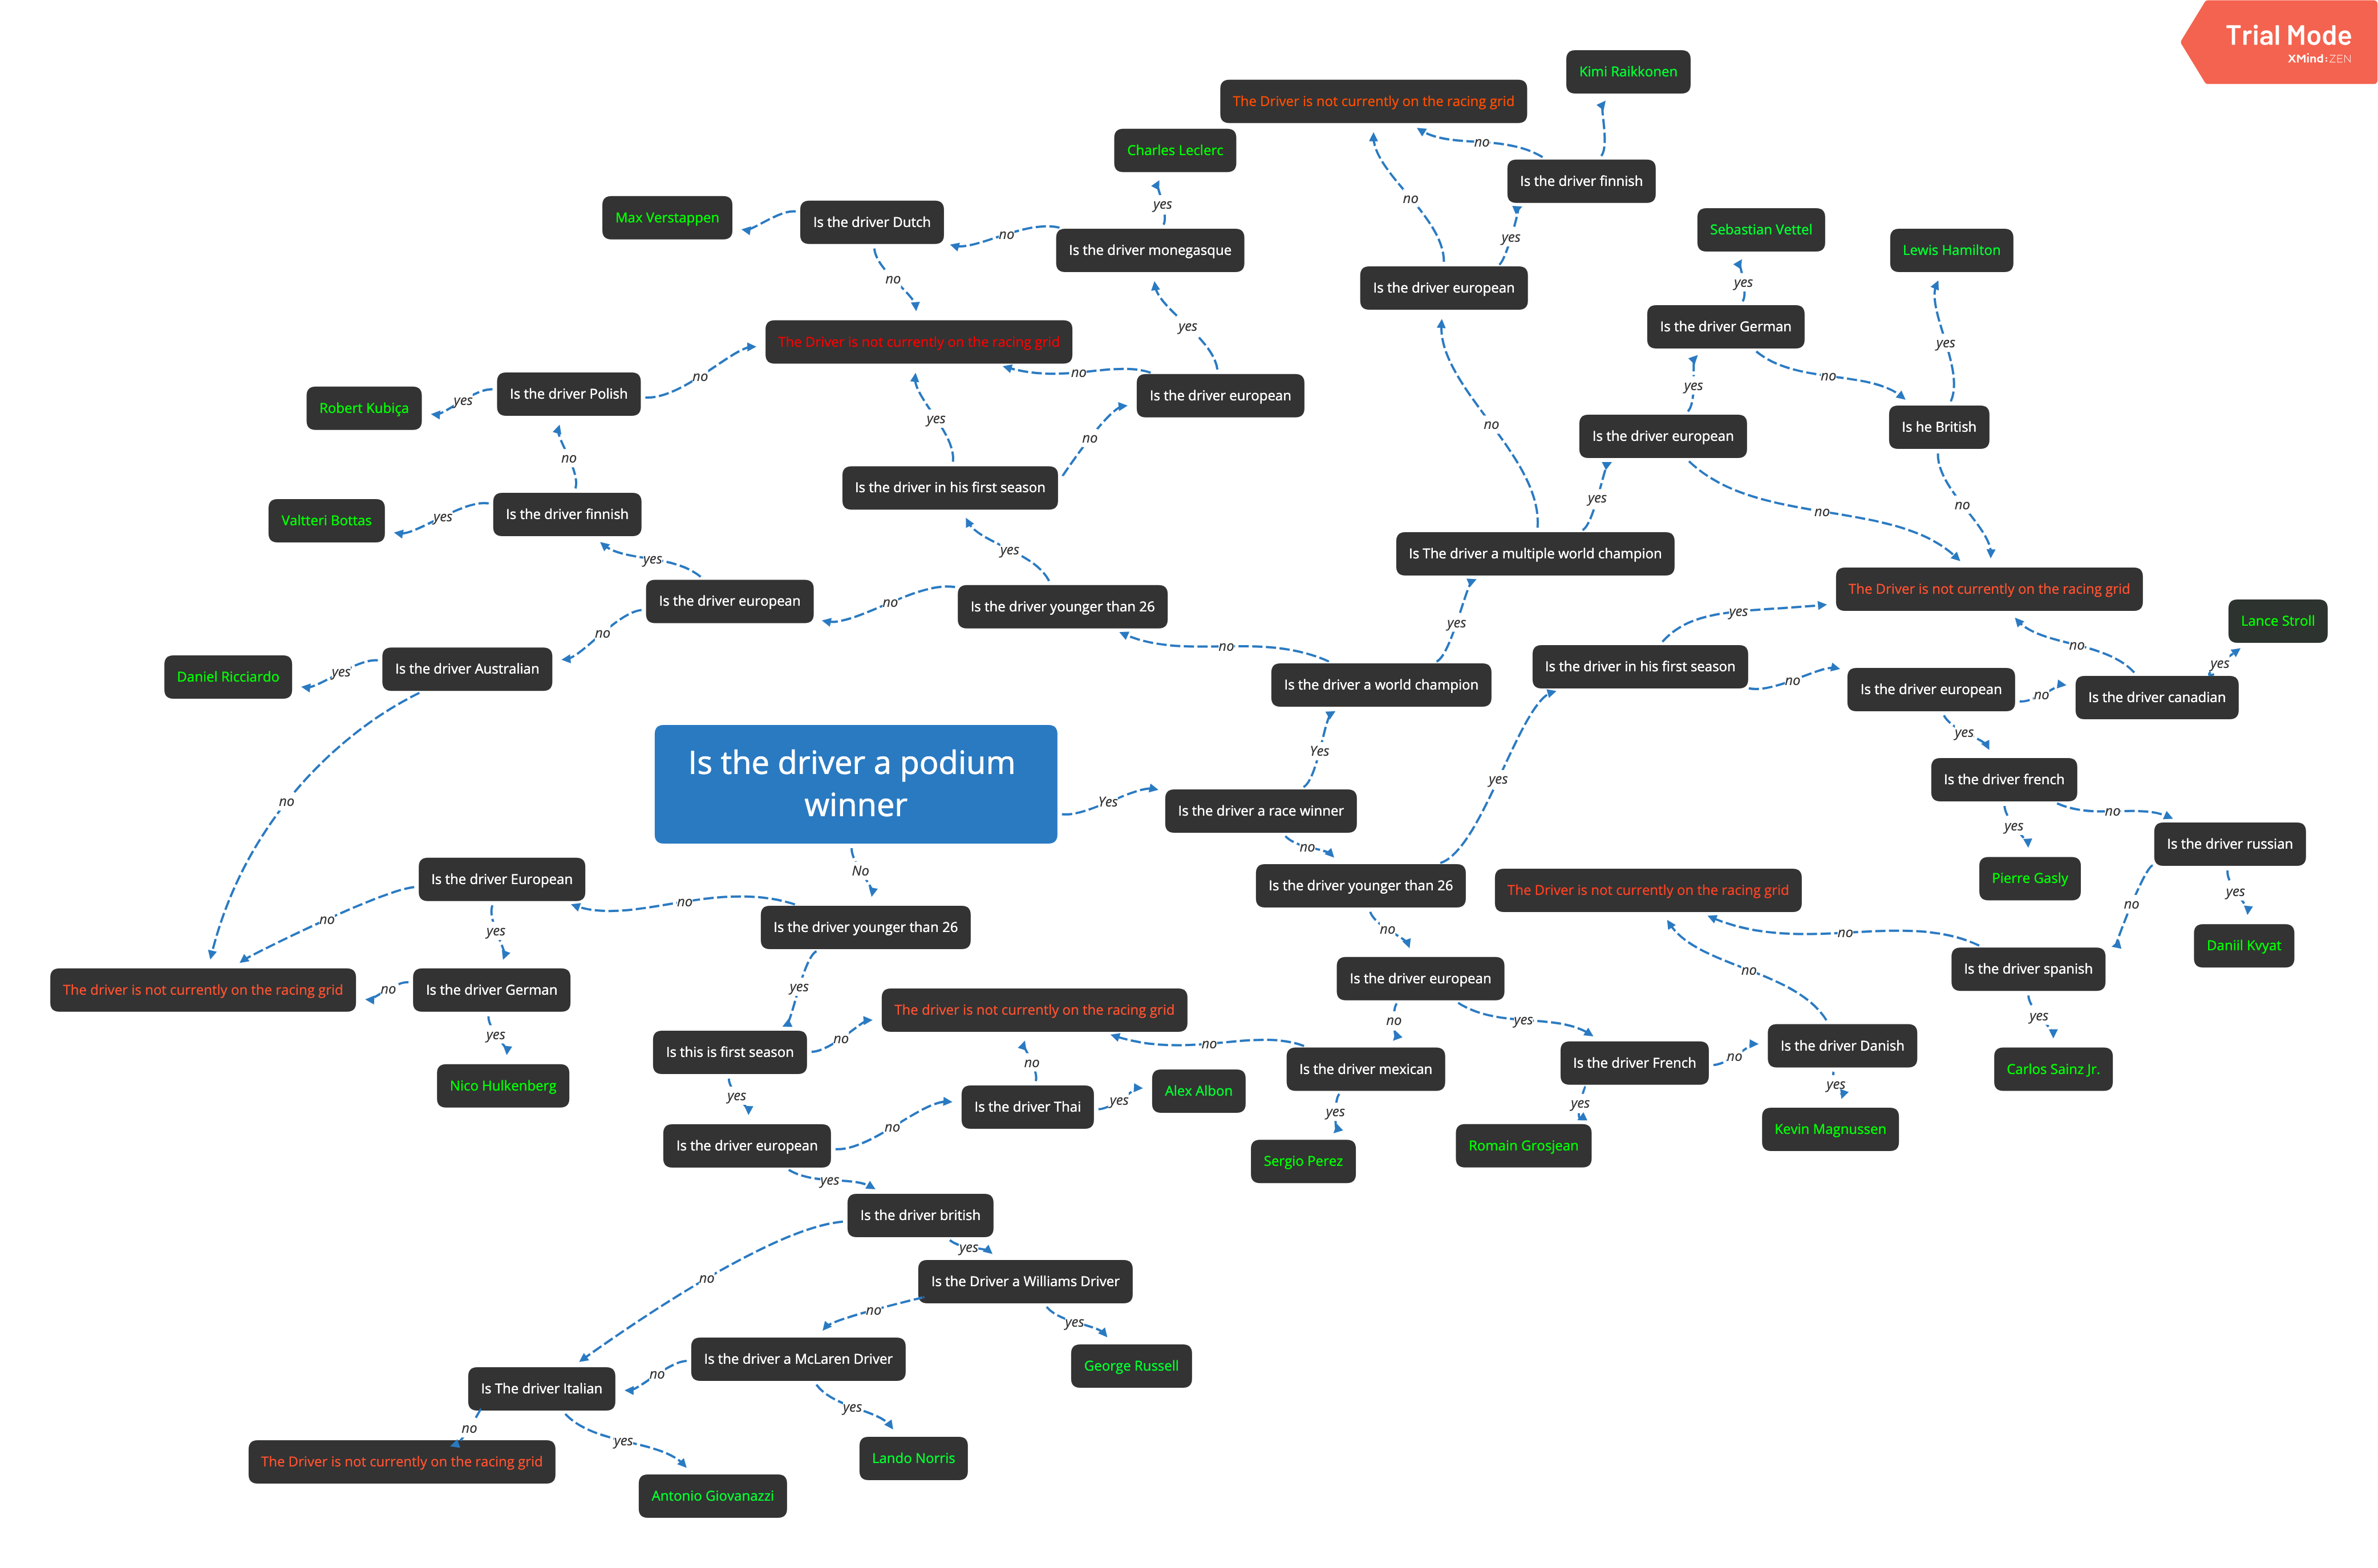 Trial Mode
XMind:ZEN
Kimi Raikkonen
The Driver is not currently on the racing grid
no
Charles Leclerc
Is the driver finnish
yes
no
Max Verstappen
Is the driver Dutch
no
Is the driver monegasque
yes
Sebastian Vettel
Lewis Hamilton
no
Is the driver european
yes
Is the driver German
yes
yes
The Driver is not currently on the racing grid
no
no
Is the driver european
yes
Is the driver Polish
no
Robert Kubiça
yes
yes
no
no
Is the driver european
Is he British
no
Is the driver in his first season
yes
no
no
Valtteri Bottas
yes
Is the driver finnish
yes
yes
Is The driver a multiple world champion
The Driver is not currently on the racing grid
Is the driver european
no
Is the driver younger than 26
yes
yes
Lance Stroll
no
no
no
yes
Daniel Ricciardo
yes
Is the driver Australian
Is the driver a world champion
Is the driver in his first season
no
Is the driver european
no
Is the driver canadian
yes
Is the driver a podium
winner
Yes
Yes
yes
Is the driver french
no
Is the driver a race winner
yes
no
no
Is the driver russian
No
Is the driver European
no
Is the driver younger than 26
The Driver is not currently on the racing grid
Pierre Gasly
yes
no
no
yes
Is the driver younger than 26
no
no
Daniil Kvyat
The driver is not currently on the racing grid
no
Is the driver German
yes
Is the driver european
no
Is the driver spanish
yes
Is this is first season
no
The driver is not currently on the racing grid
no
yes
yes
no
Is the driver mexican
Is the driver French
no
Is the driver Danish
Carlos Sainz Jr.
Nico Hulkenberg
yes
no
Is the driver Thai
yes
Alex Albon
yes
yes
yes
Is the driver european
no
Sergio Perez
Romain Grosjean
Kevin Magnussen
yes
Is the driver british
yes
no
Is the Driver a Williams Driver
no
yes
Is the driver a McLaren Driver
George Russell
Is The driver Italian
no
yes
no
yes
The Driver is not currently on the racing grid
Lando Norris
Antonio Giovanazzi